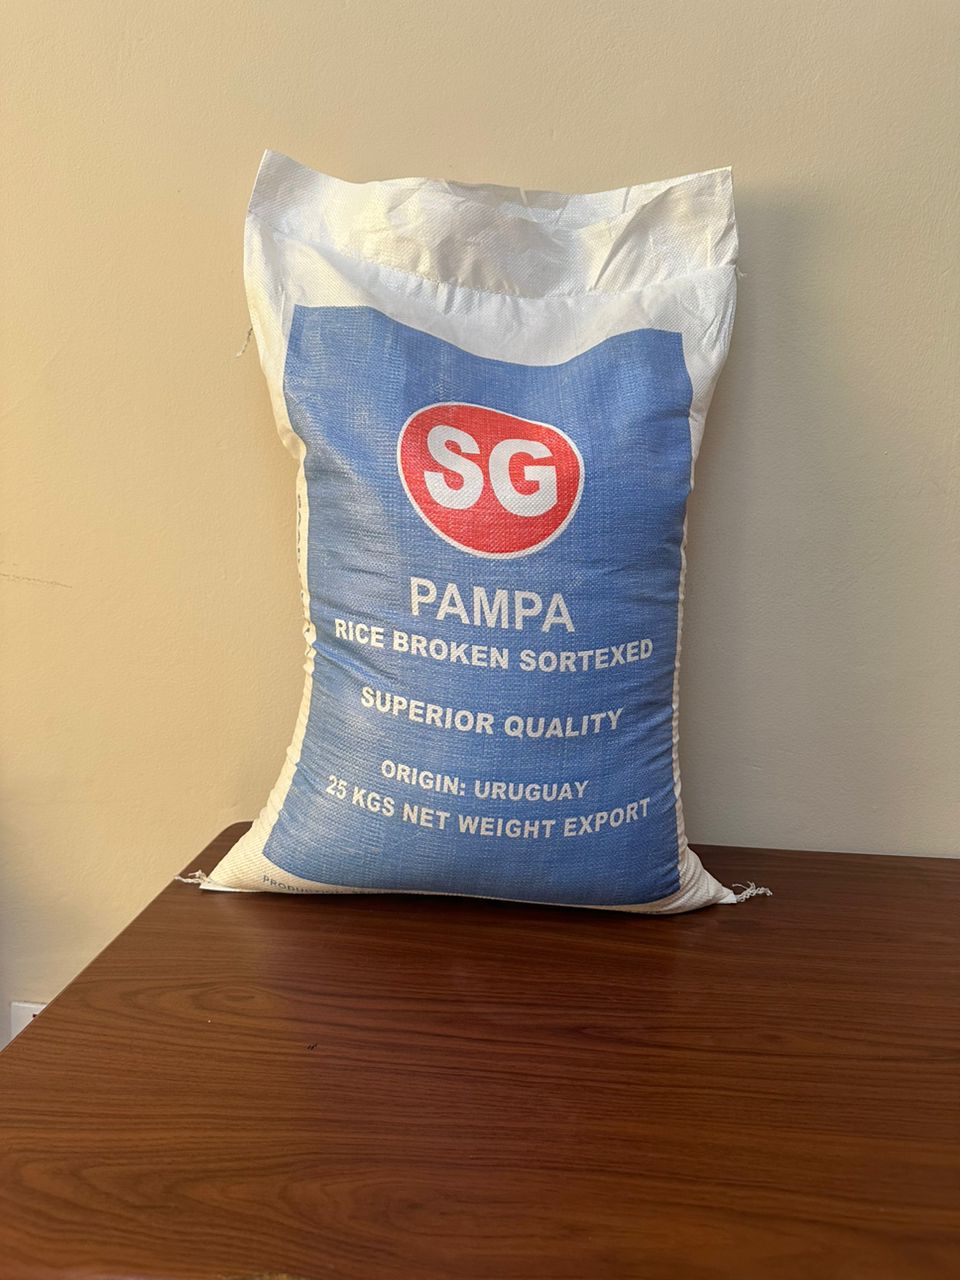 SG
PAMPA
RICE BROKEN SORTEXED
SUPERIOR QUALITY
ORIGIN: URUGUAY
25 KGS NET WEIGHT EXPORT